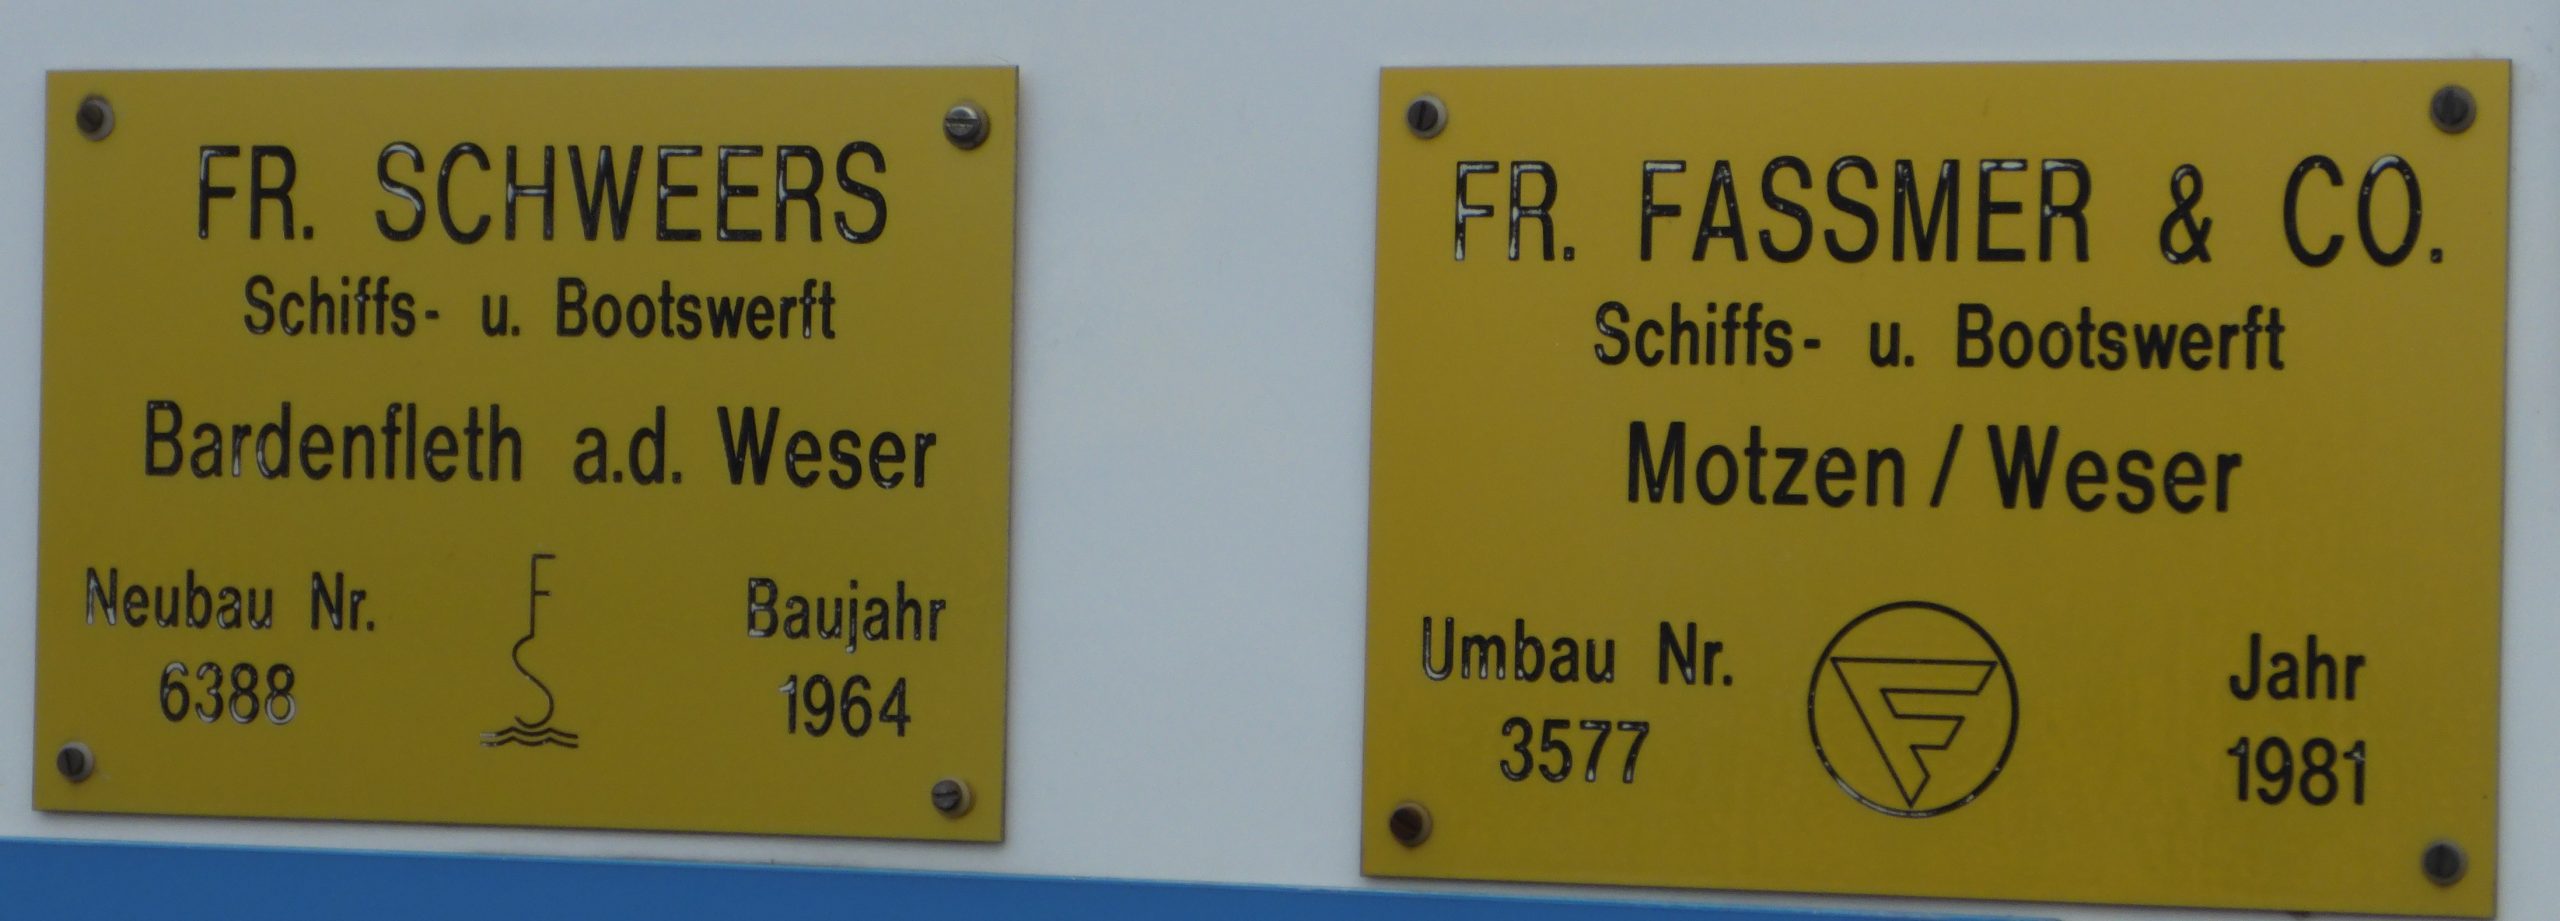 FR. SCHWEERS
Schiffs- u. Bootswerft
Bardenfleth a.d. Weser
Neubau Nr.
6388
FS
Baujahr
1964
FR. FASSMER & CO.
Schiffs- u. Bootswerft
Motzen / Weser
Umbau Nr.
3577
F
Jahr
1981